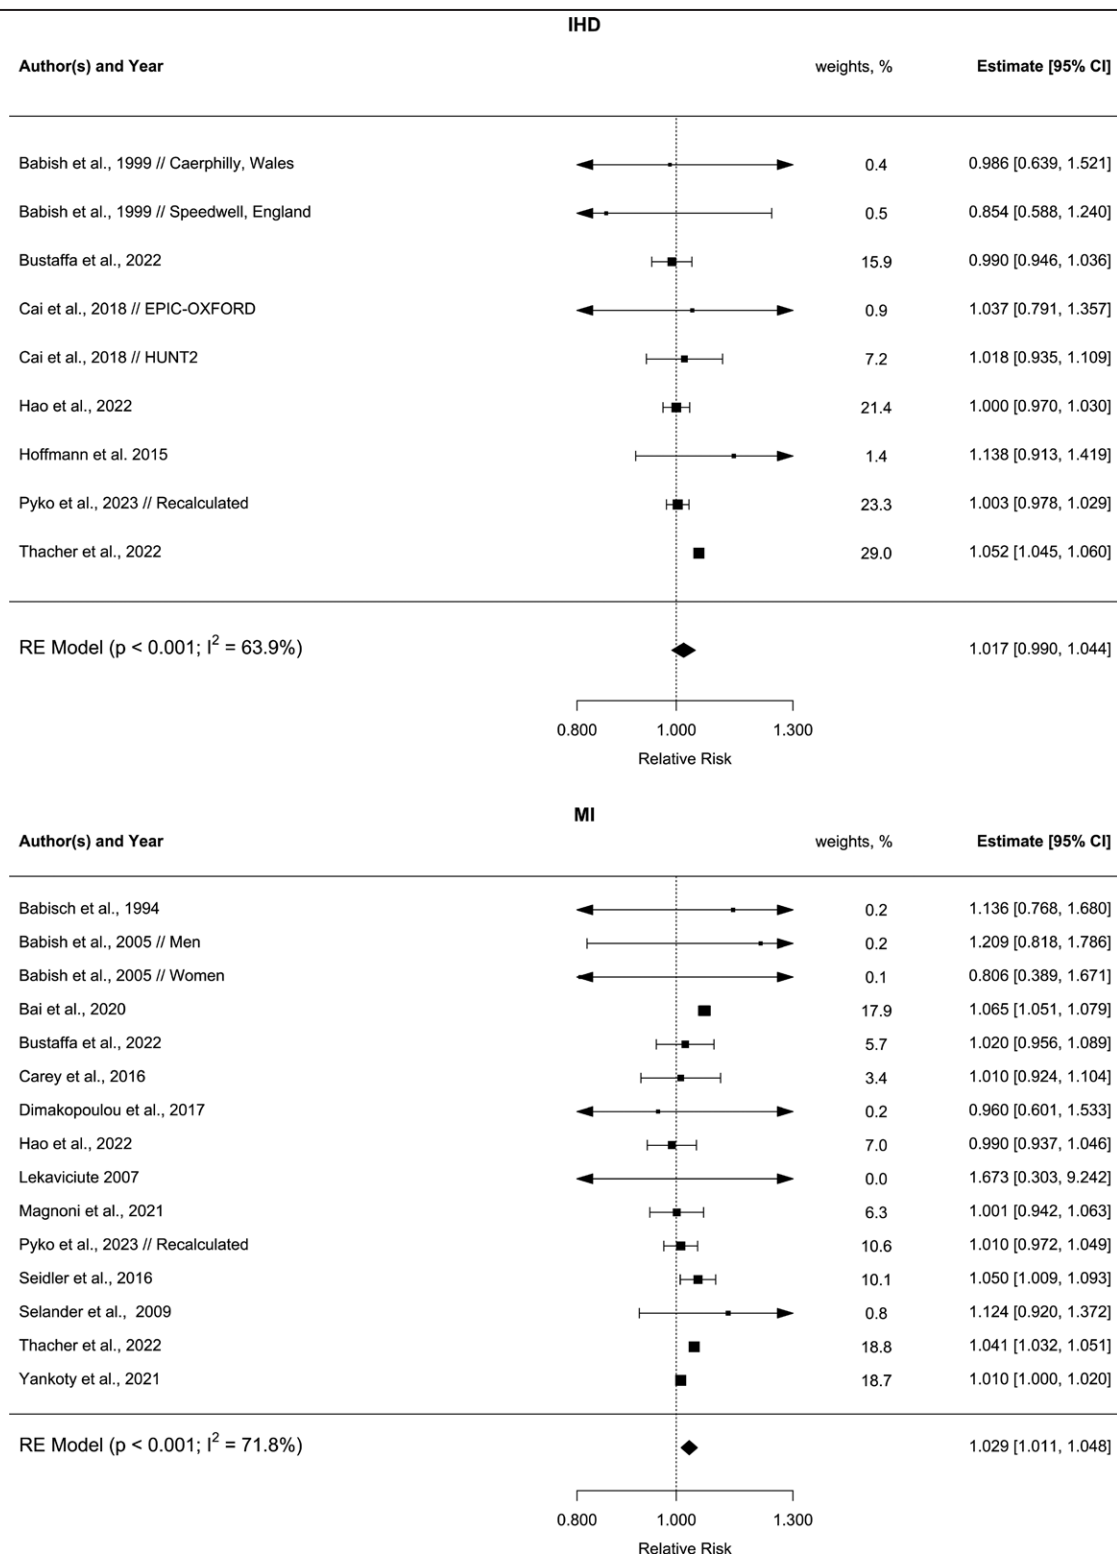 IHD
Author(s) and Year weights, % Estimate [95% CI]
Babish et al., 1999 // Caerphilly, Wales 0.4 0.986 [0.639, 1.521]
Babish et al., 1999 // Speedwell, England 0.5 0.854 [0.588, 1.240]
Bustaffa et al., 2022 15.9 0.990 [0.946, 1.036]
Cai et al., 2018 // EPIC-OXFORD 0.9 1.037 [0.791, 1.357]
Cai et al., 2018 // HUNT2 7.2 1.018 [0.935, 1.109]
Hao et al., 2022 21.4 1.000 [0.970, 1.030]
Hoffmann et al. 2015 1.4 1.138 [0.913, 1.419]
Pyko et al., 2023 // Recalculated 23.3 1.003 [0.978, 1.029]
Thacher et al., 2022 29.0 1.052 [1.045, 1.060]
RE Model (p < 0.001; I² = 63.9%) 1.017 [0.990, 1.044]
0.800 1.000 1.300
Relative Risk
MI
Author(s) and Year weights, % Estimate [95% CI]
Babisch et al., 1994 0.2 1.136 [0.768, 1.680]
Babish et al., 2005 // Men 0.2 1.209 [0.818, 1.786]
Babish et al., 2005 // Women 0.1 0.806 [0.389, 1.671]
Bai et al., 2020 17.9 1.065 [1.051, 1.079]
Bustaffa et al., 2022 5.7 1.020 [0.956, 1.089]
Carey et al., 2016 3.4 1.010 [0.924, 1.104]
Dimakopoulou et al., 2017 0.2 0.960 [0.601, 1.533]
Hao et al., 2022 7.0 0.990 [0.937, 1.046]
Lekaviciute 2007 0.0 1.673 [0.303, 9.242]
Magnoni et al., 2021 6.3 1.001 [0.942, 1.063]
Pyko et al., 2023 // Recalculated 10.6 1.010 [0.972, 1.049]
Seidler et al., 2016 10.1 1.050 [1.009, 1.093]
Selander et al., 2009 0.8 1.124 [0.920, 1.372]
Thacher et al., 2022 18.8 1.041 [1.032, 1.051]
Yankoty et al., 2021 18.7 1.010 [1.000, 1.020]
RE Model (p < 0.001; I² = 71.8%) 1.029 [1.011, 1.048]
0.800 1.000 1.300
Relative Risk